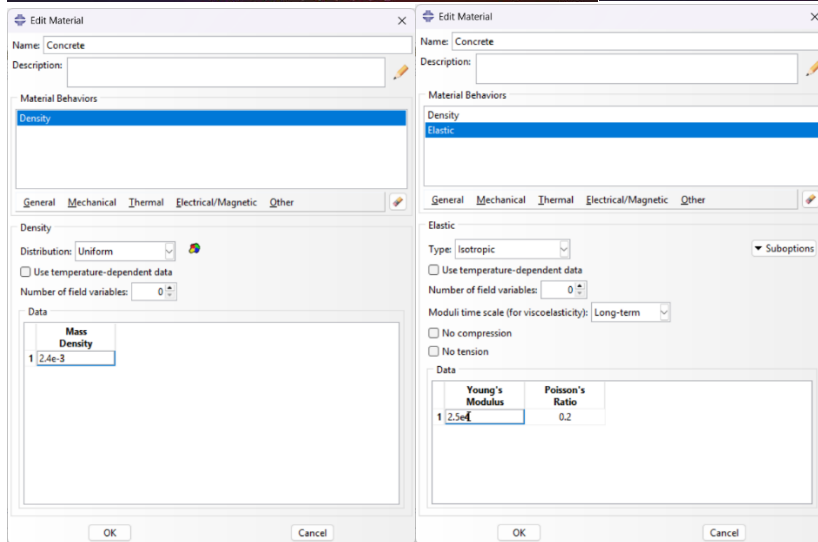 Edit Material
Name: Concrete
Description:
Material Behaviors
Density
General Mechanical Thermal Electrical/Magnetic Other
Density
Distribution: Uniform
Use temperature-dependent data
Number of field variables: 0
Data
Mass
Density
1 2.4e-3
OK Cancel
Edit Material
Name: Concrete
Description:
Material Behaviors
Density
Elastic
General Mechanical Thermal Electrical/Magnetic Other
Elastic
Type: Isotropic
Suboptions
Use temperature-dependent data
Number of field variables: 0
Moduli time scale (for viscoelasticity): Long-term
No compression
No tension
Data
Young's Poisson's
Modulus Ratio
1 2.5e4 0.2
OK Cancel